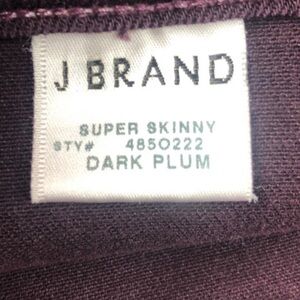 J BRAND
SUPER SKINNY
STY# 4850222
DARK PLUM